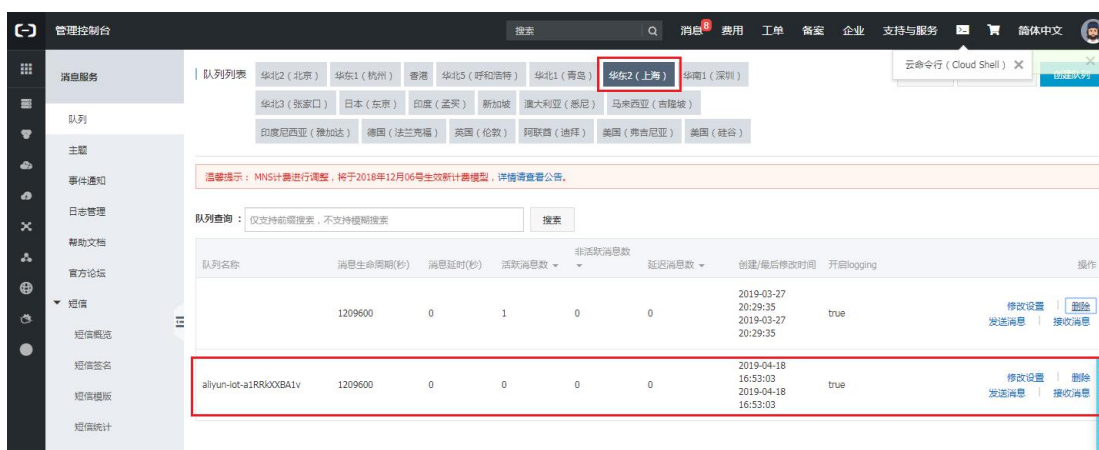 管理控制台
搜索
消息 8
费用
工单
备案
企业
支持与服务
简体中文
云命令行（Cloud Shell）
消息服务
队列列表
华北2（北京）
华东1（杭州）
香港
华北5（呼和浩特）
华北1（青岛）
华东2（上海）
华南1（深圳）
创建队列
华北3（张家口）
日本（东京）
印度（孟买）
新加坡
澳大利亚（悉尼）
马来西亚（吉隆坡）
印度尼西亚（雅加达）
德国（法兰克福）
英国（伦敦）
阿联酋（迪拜）
美国（弗吉尼亚）
美国（硅谷）
队列
主题
事件通知
日志管理
帮助文档
官方论坛
短信
短信概览
短信签名
短信模版
短信统计
温馨提示：MNS计费进行调整，将于2018年12月06号生效新计费模型，详情请查看公告。
队列查询：
仅支持前缀搜索，不支持模糊搜索
搜索
队列名称
消息生命周期(秒)
消息延时(秒)
活跃消息数
非活跃消息数
延迟消息数
创建/最后修改时间
开启logging
操作
1209600
0
1
0
0
2019-03-27
20:29:35
2019-03-27
20:29:35
true
修改设置
删除
发送消息
接收消息
aliyun-iot-a1RRkXXBA1v
1209600
0
0
0
0
2019-04-18
16:53:03
2019-04-18
16:53:03
true
修改设置
删除
发送消息
接收消息